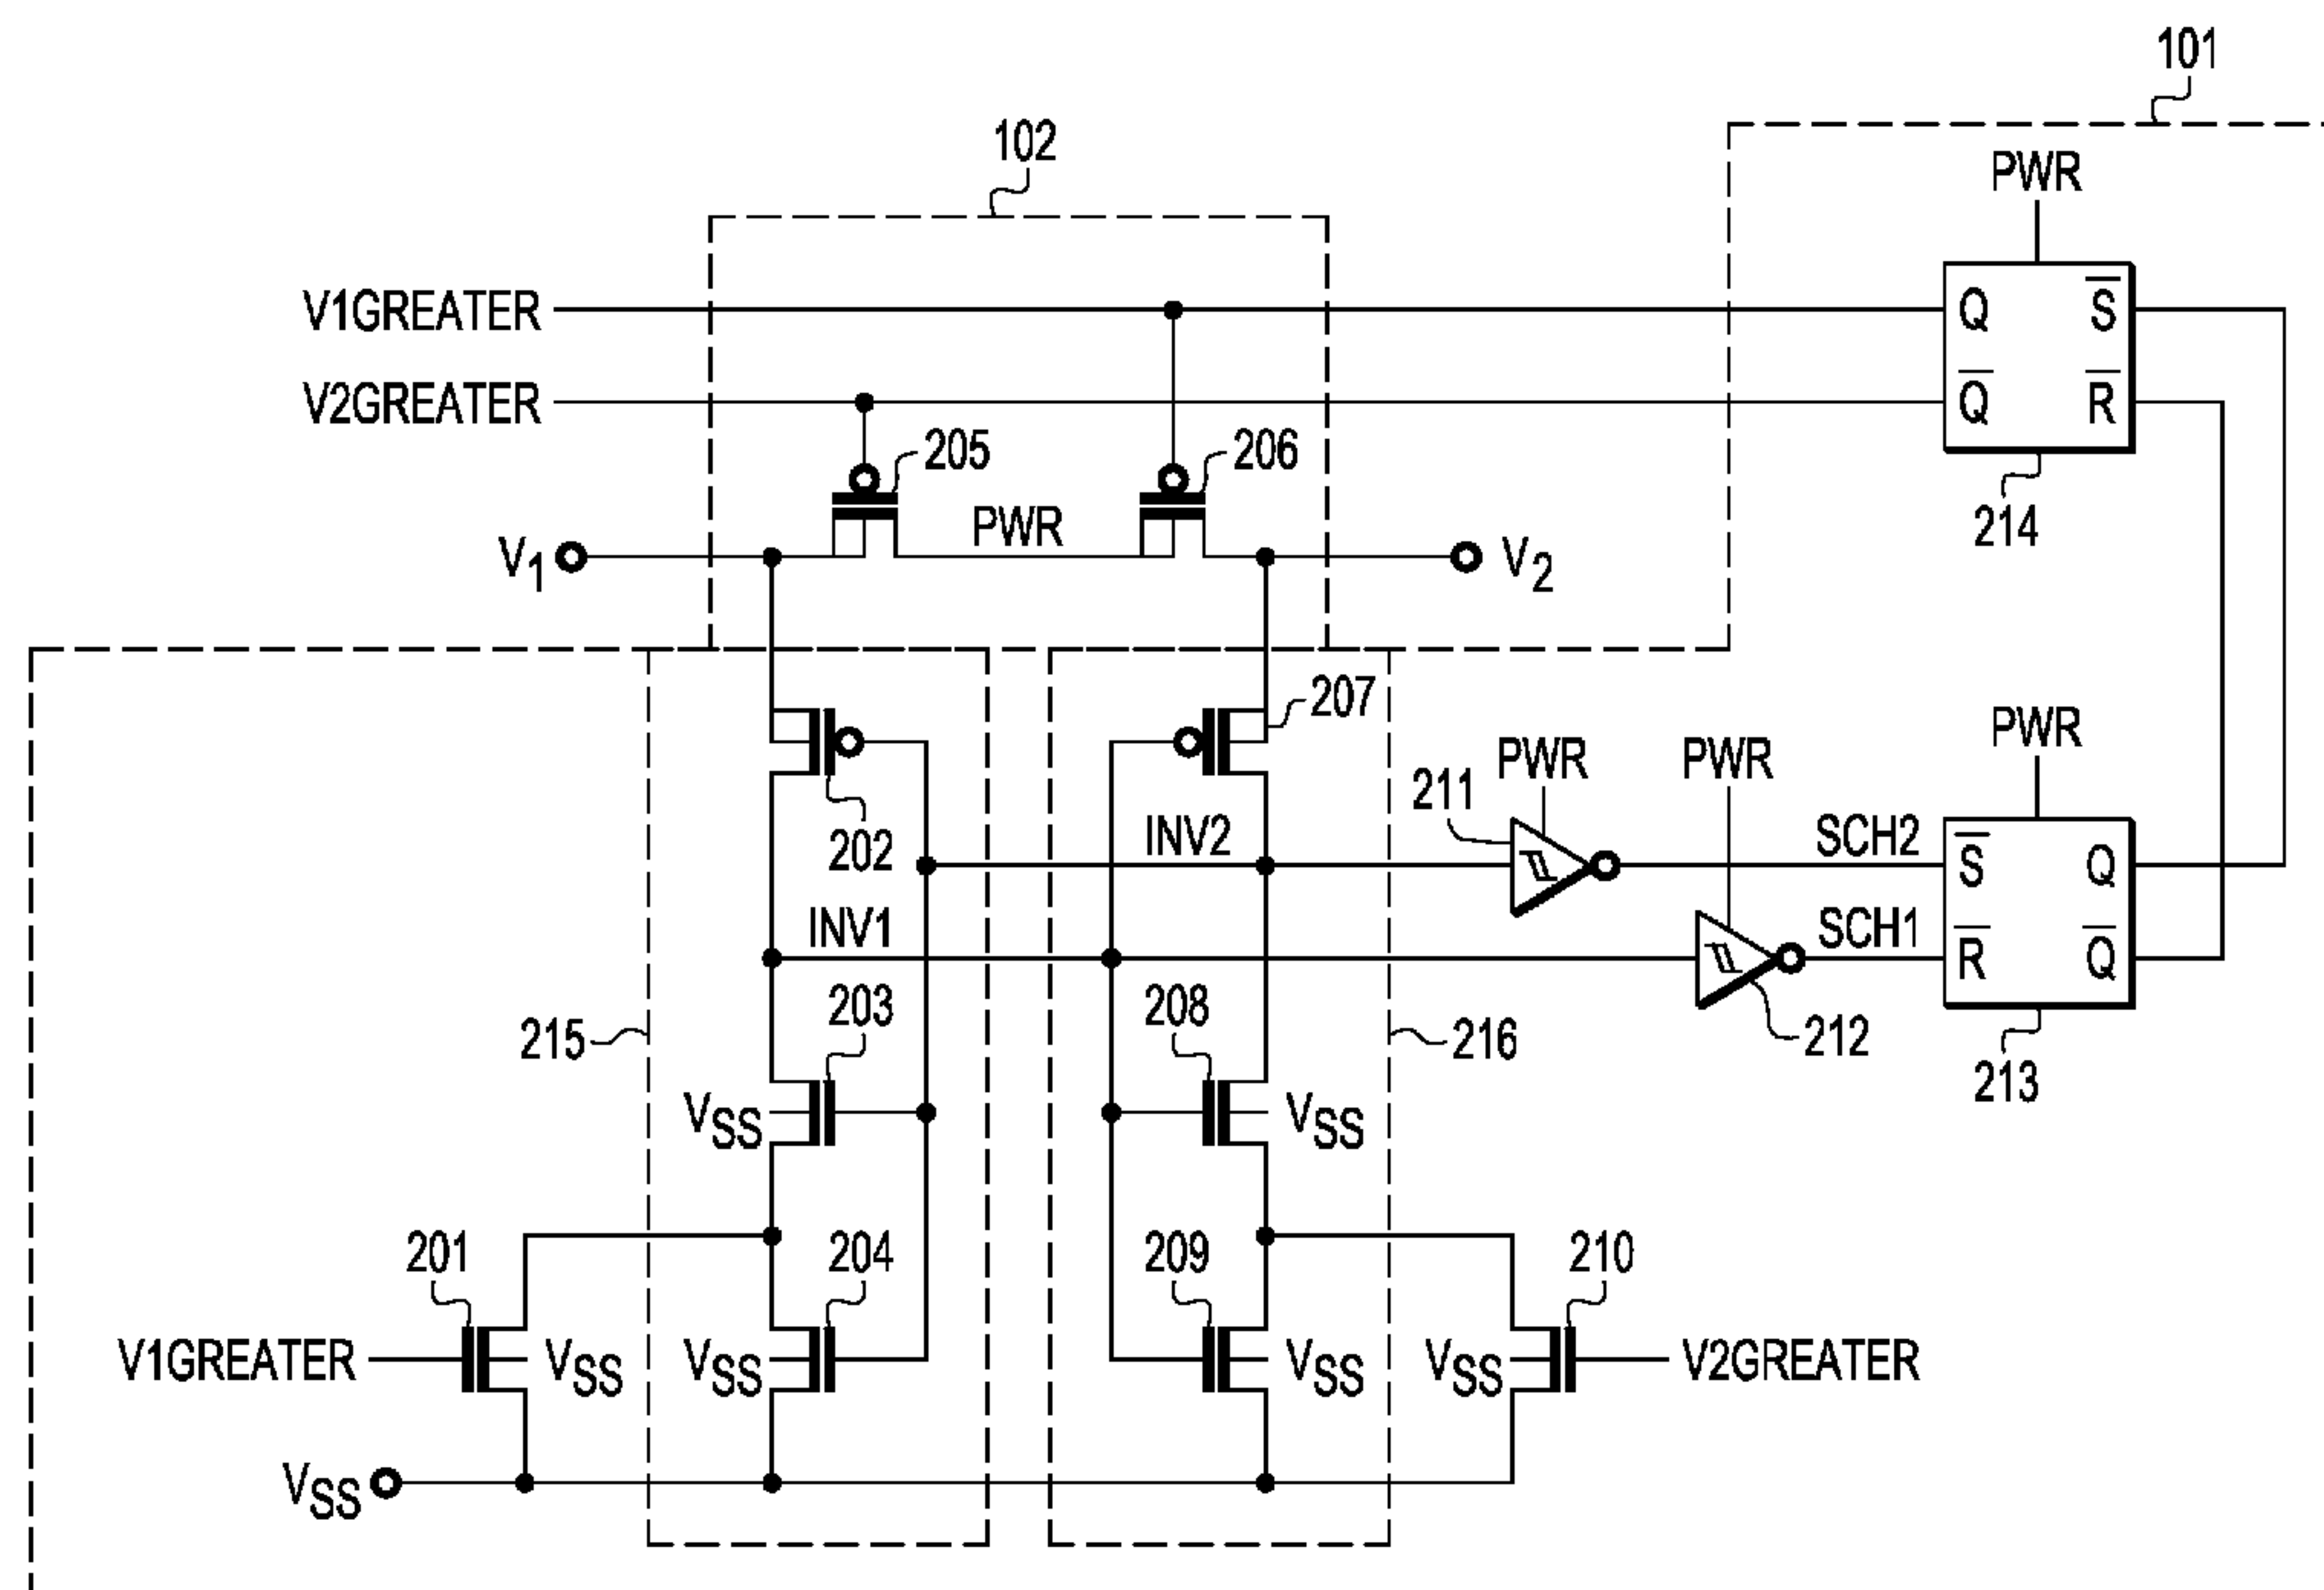 101
102
PWR
V1GREATER
Q S̅
V2GREATER
Q̅ R̅
205
206
PWR
214
V1
V2
207
PWR
211
PWR
PWR
202
INV2
SCH2
S̅ Q
INV1
SCH1
R̅ Q̅
203
208
215
216
212
213
VSS
VSS
201
204
209
210
V1GREATER
VSS
VSS
VSS
VSS
V2GREATER
VSS